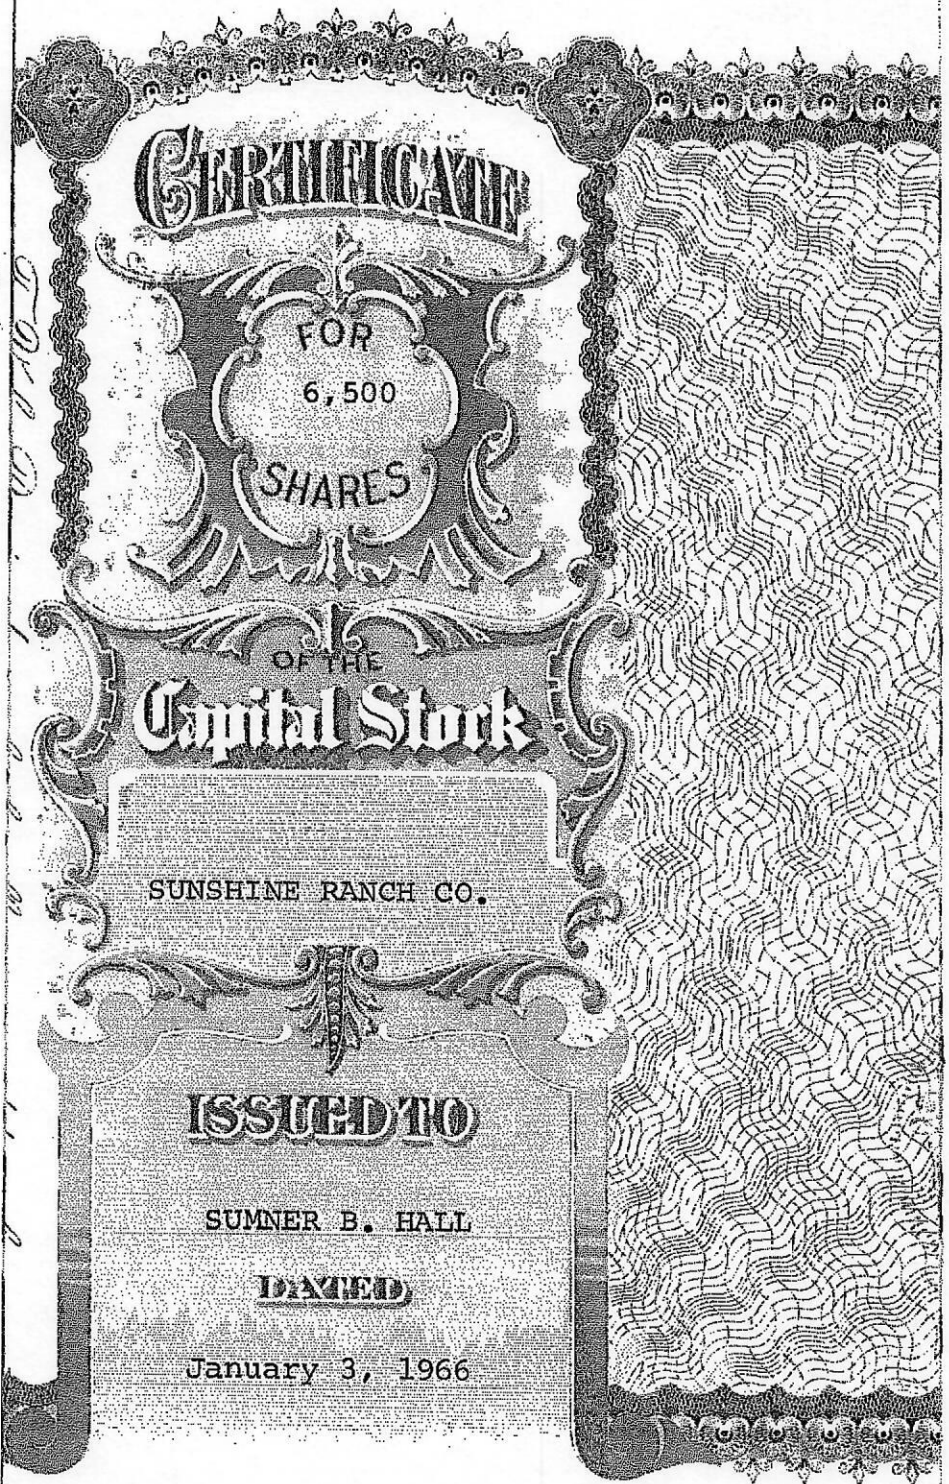 CERTIFICATE
FOR
6,500
SHARES
OF THE
Capital Stock
SUNSHINE RANCH CO.
ISSUED TO
SUMNER B. HALL
DATED
January 3, 1966